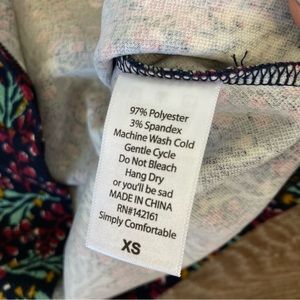 97% Polyester
3% Spandex
Machine Wash Cold
Gentle Cycle
Do Not Bleach
Hang Dry
or you'll be sad
MADE IN CHINA
RN#142161
Simply Comfortable
XS